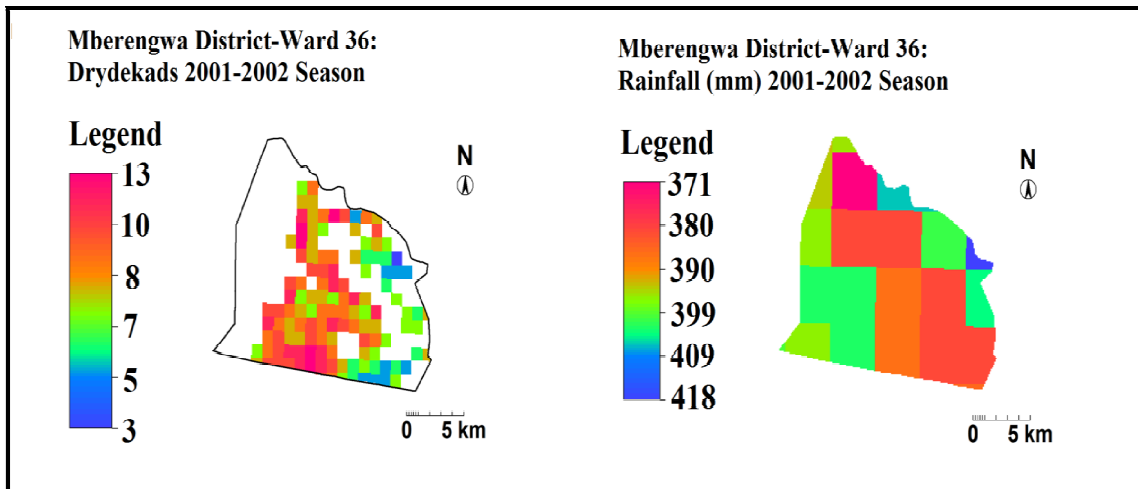 Mberengwa District-Ward 36:
Drydekads 2001-2002 Season
Legend
13
10
8
7
5
3
N
0 5 km
Mberengwa District-Ward 36:
Rainfall (mm) 2001-2002 Season
Legend
371
380
390
399
409
418
N
0 5 km